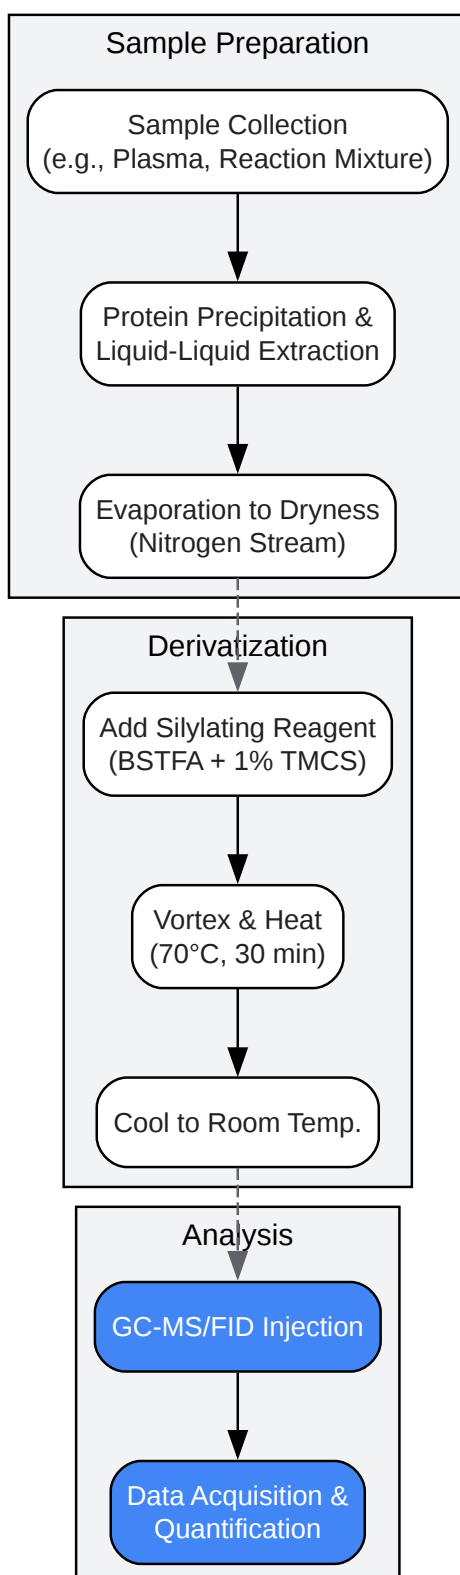 Sample Preparation
Sample Collection
(e.g., Plasma, Reaction Mixture)
Protein Precipitation &
Liquid-Liquid Extraction
Evaporation to Dryness
(Nitrogen Stream)
Derivatization
Add Silylating Reagent
(BSTFA + 1% TMCS)
Vortex & Heat
(70°C, 30 min)
Cool to Room Temp.
Analysis
GC-MS/FID Injection
Data Acquisition &
Quantification